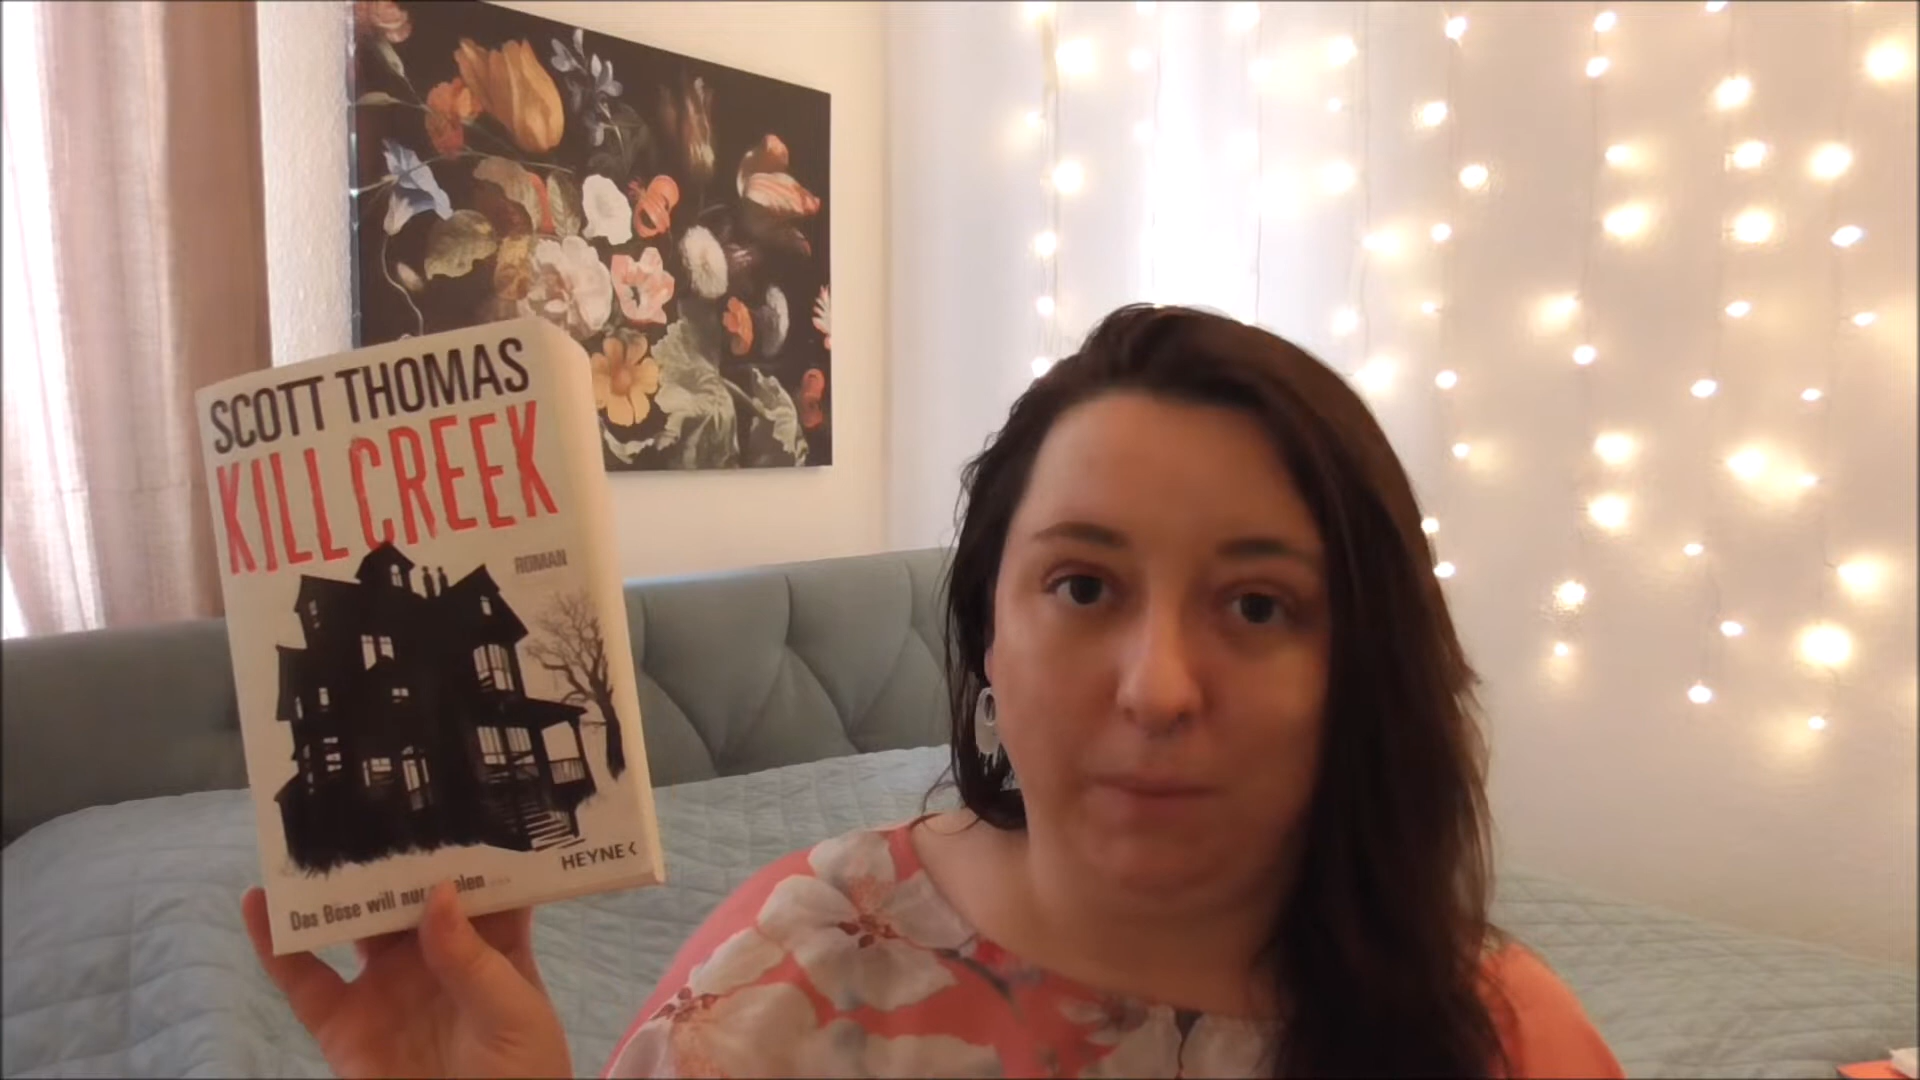 SCOTT THOMAS
KILL CREEK
ROMAN
HEYNE<
Das Böse will nur